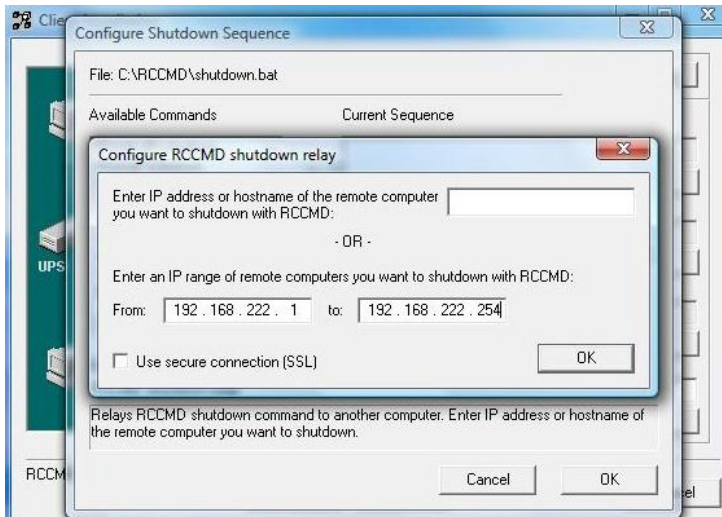 Clie
Configure Shutdown Sequence
File: C:\RCCMD\shutdown.bat
Available Commands
Current Sequence
Configure RCCMD shutdown relay
Enter IP address or hostname of the remote computer
you want to shutdown with RCCMD:
- OR -
Enter an IP range of remote computers you want to shutdown with RCCMD:
From: 192 . 168 . 222 . 1 to: 192 . 168 . 222 . 254
Use secure connection (SSL)
OK
UPS
Relays RCCMD shutdown command to another computer. Enter IP address or hostname of
the remote computer you want to shutdown.
RCCM
Cancel
OK
el